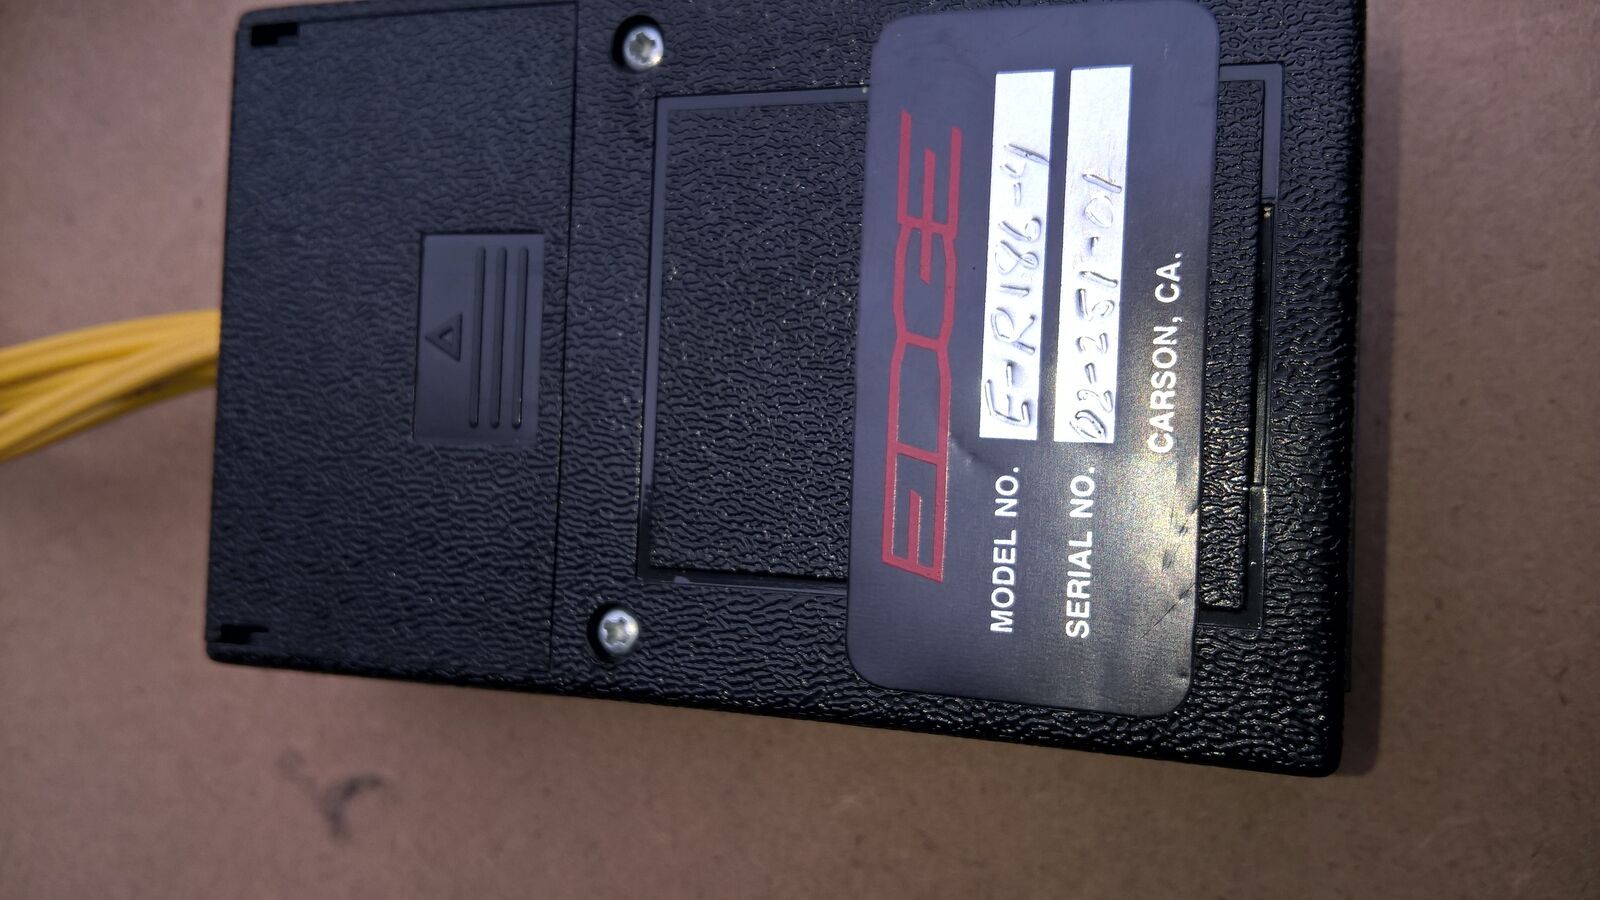 EDGE
MODEL NO. E-R186-4
SERIAL NO. 02-251-01
CARSON, CA.